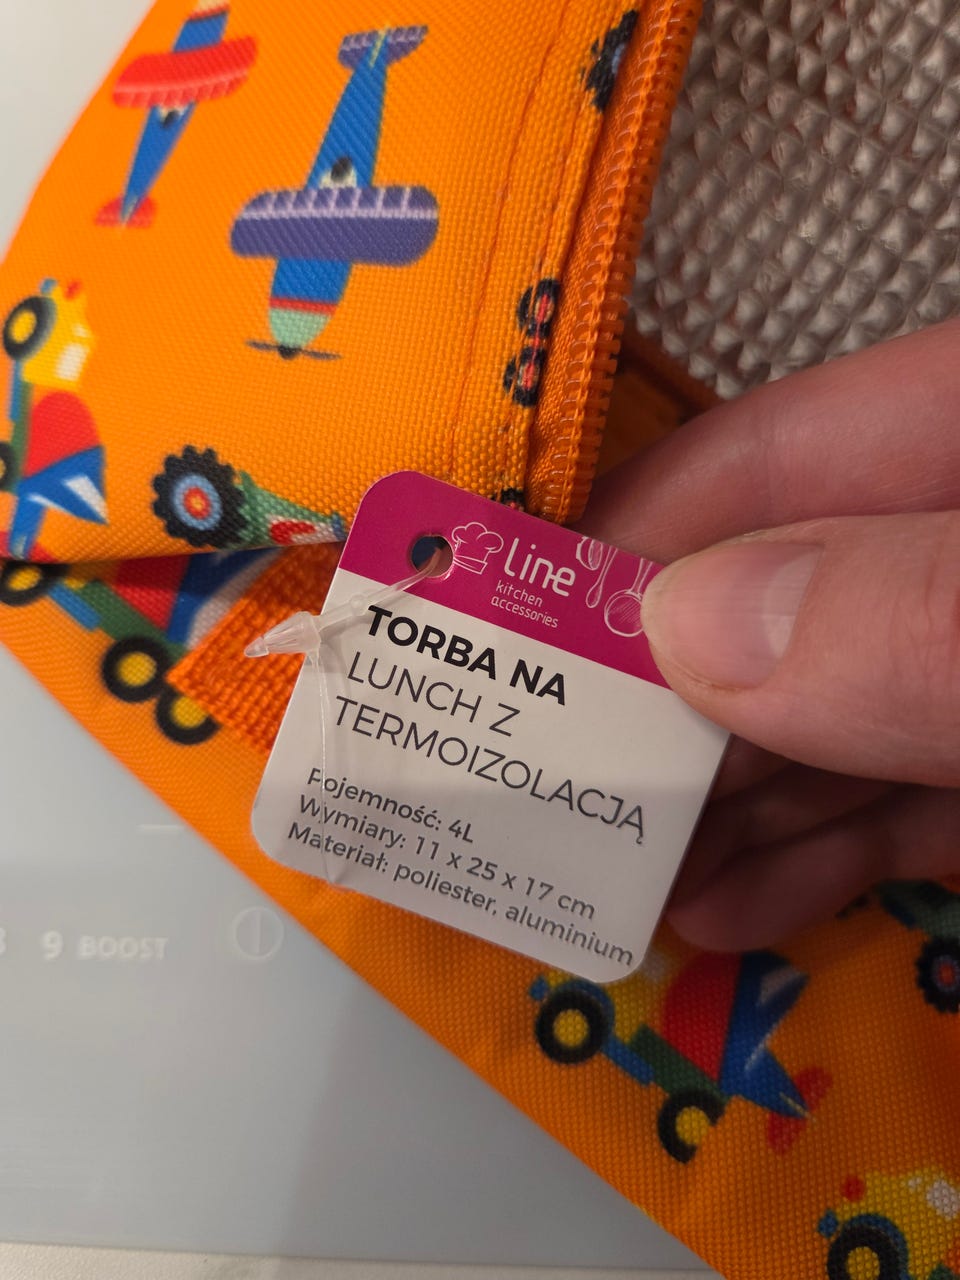 line
kitchen
accessories
TORBA NA
LUNCH Z
TERMOIZOLACJĄ
Pojemność: 4L
Wymiary: 11 x 25 x 17 cm
Materiał: poliester, aluminium
9 BOOST